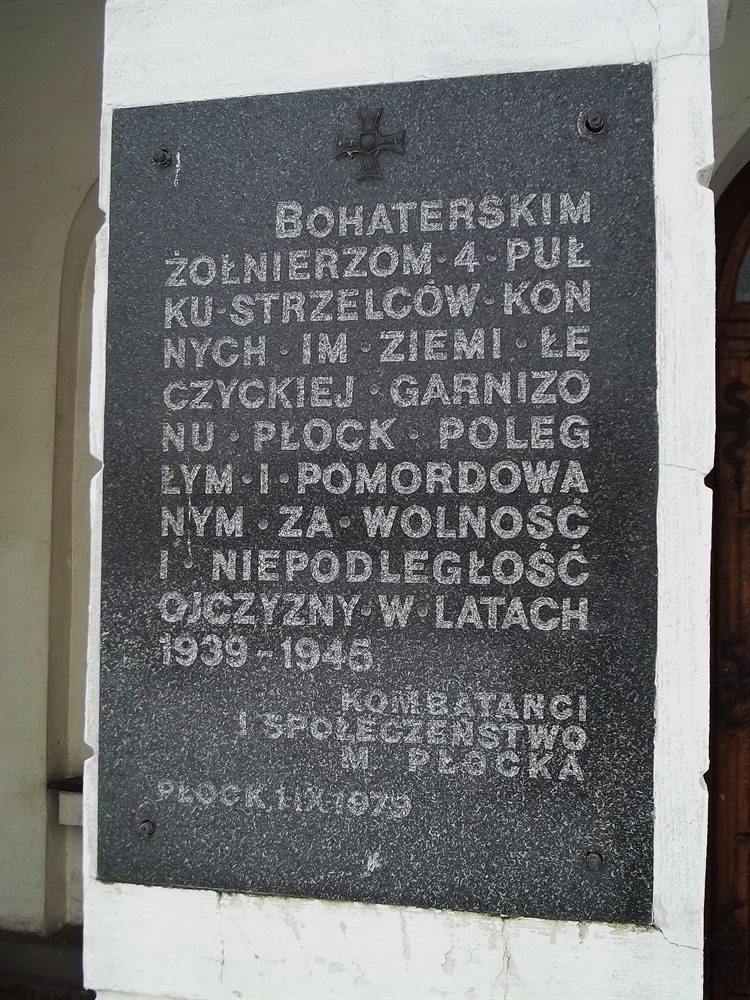 BOHATERSKIM
ŻOŁNIERZOM · 4 · PUŁ
KU · STRZELCÓW · KON
NYCH · IM · ZIEMI · ŁĘ
CZYCKIEJ · GARNIZO
NU · PŁOCK · POLEG
ŁYM · I · POMORDOWA
NYM · ZA · WOLNOŚĆ
I · NIEPODLEGŁOŚĆ
OJCZYZNY · W · LATACH
1939 - 1945
KOMBATANCI
I SPOŁECZEŃSTWO
M. PŁOCKA
PŁOCK 1.IX.1979